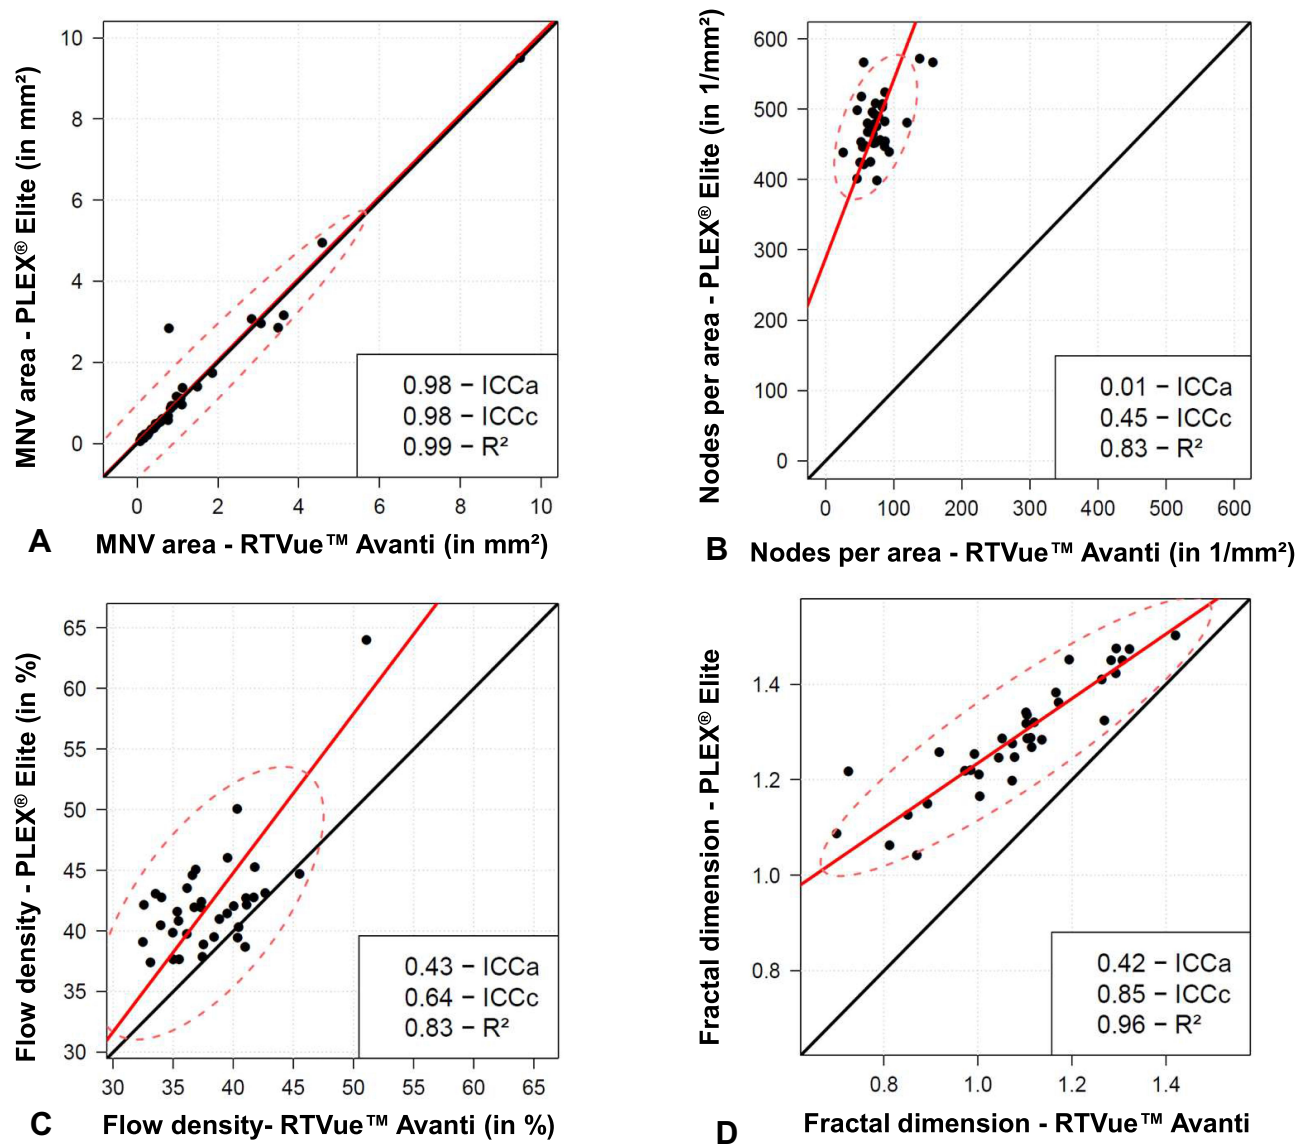 MNV area - PLEX® Elite (in mm²)
10
8
6
4
2
0
0.98 − ICCa
0.98 − ICCc
0.99 − R²
0 2 4 6 8 10
A MNV area - RTVue™ Avanti (in mm²)
Nodes per area - PLEX® Elite (in 1/mm²)
600
500
400
300
200
100
0
0.01 − ICCa
0.45 − ICCc
0.83 − R²
0 100 200 300 400 500 600
B Nodes per area - RTVue™ Avanti (in 1/mm²)
Flow density - PLEX® Elite (in %)
65
60
55
50
45
40
35
30
0.43 − ICCa
0.64 − ICCc
0.83 − R²
30 35 40 45 50 55 60 65
C Flow density- RTVue™ Avanti (in %)
Fractal dimension - PLEX® Elite
1.4
1.2
1.0
0.8
0.42 − ICCa
0.85 − ICCc
0.96 − R²
0.8 1.0 1.2 1.4
D Fractal dimension - RTVue™ Avanti